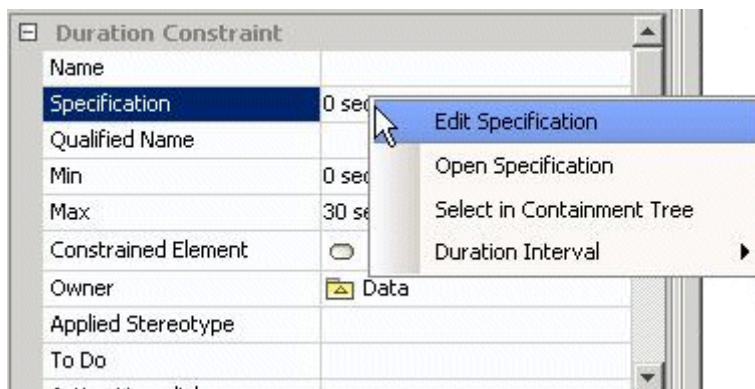 Duration Constraint
Name
Specification 0 sec
Edit Specification
Qualified Name
Open Specification
Min 0 sec
Select in Containment Tree
Max 30 se
Duration Interval
Constrained Element
Owner Data
Applied Stereotype
To Do